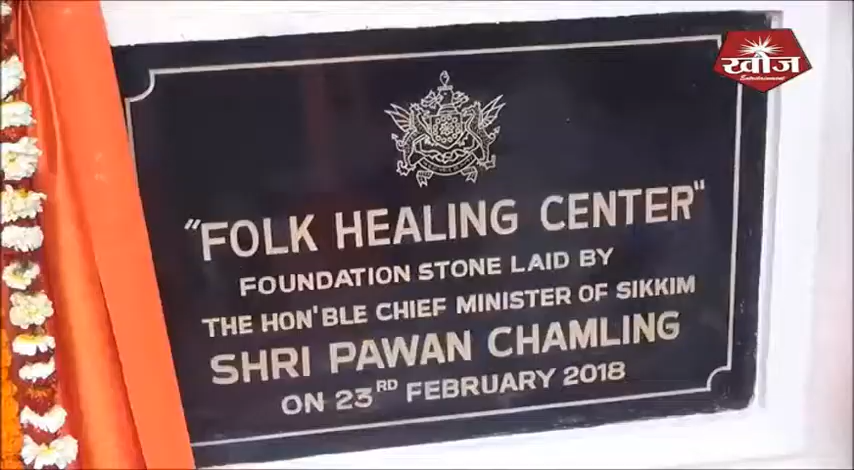 खोज
Entertainment
"FOLK HEALING CENTER"
FOUNDATION STONE LAID BY
THE HON'BLE CHIEF MINISTER OF SIKKIM
SHRI PAWAN CHAMLING
ON 23RD FEBRUARY 2018